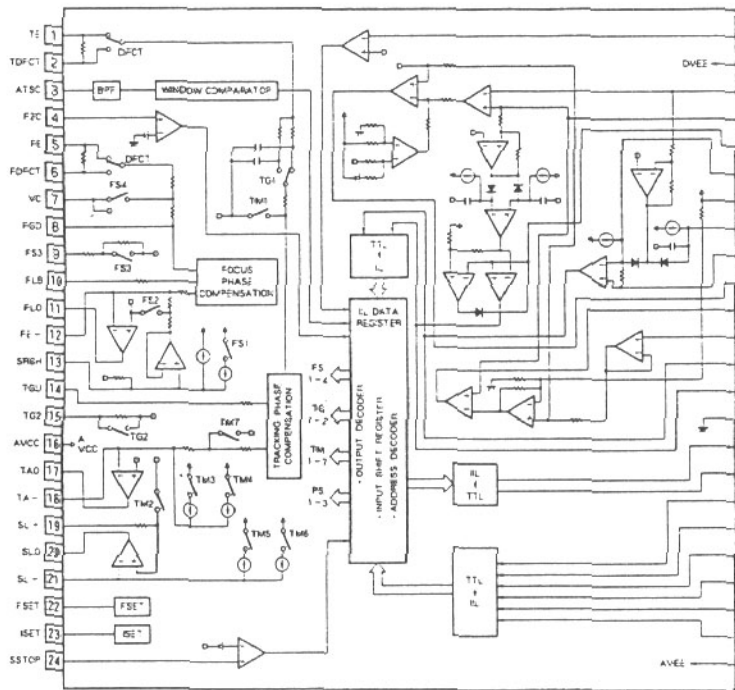 TE 1
TDFCT 2
ATSC 3
FZC 4
FE 5
FDFCT 6
VC 7
FGD 8
FS3 9
FLB 10
FLO 11
FE - 12
SRCH 13
TGU 14
TG2 15
AVCC 16
TAO 17
TA - 18
SL + 19
SLO 20
SL - 21
FSET 22
ISET 23
SSTOP 24
DFCT
BPF
WINDOW COMPARATOR
DFCT
FS4
TG1
TM1
FS3
FOCUS
PHASE
COMPENSATION
FS2
FS1
TG2
A
VCC
TM7
TRACKING PHASE
COMPENSATION
TM2
TM3
TM4
TM5
TM6
FSET
ISET
TTL
IIL
IIL DATA
REGISTER
· INPUT SHIFT REGISTER
· ADDRESS DECODER
· OUTPUT DECODER
FS
1-4
TG
1-2
TM
1-7
PS
1-3
IIL
TTL
TTL
IIL
DVEE
AVEE